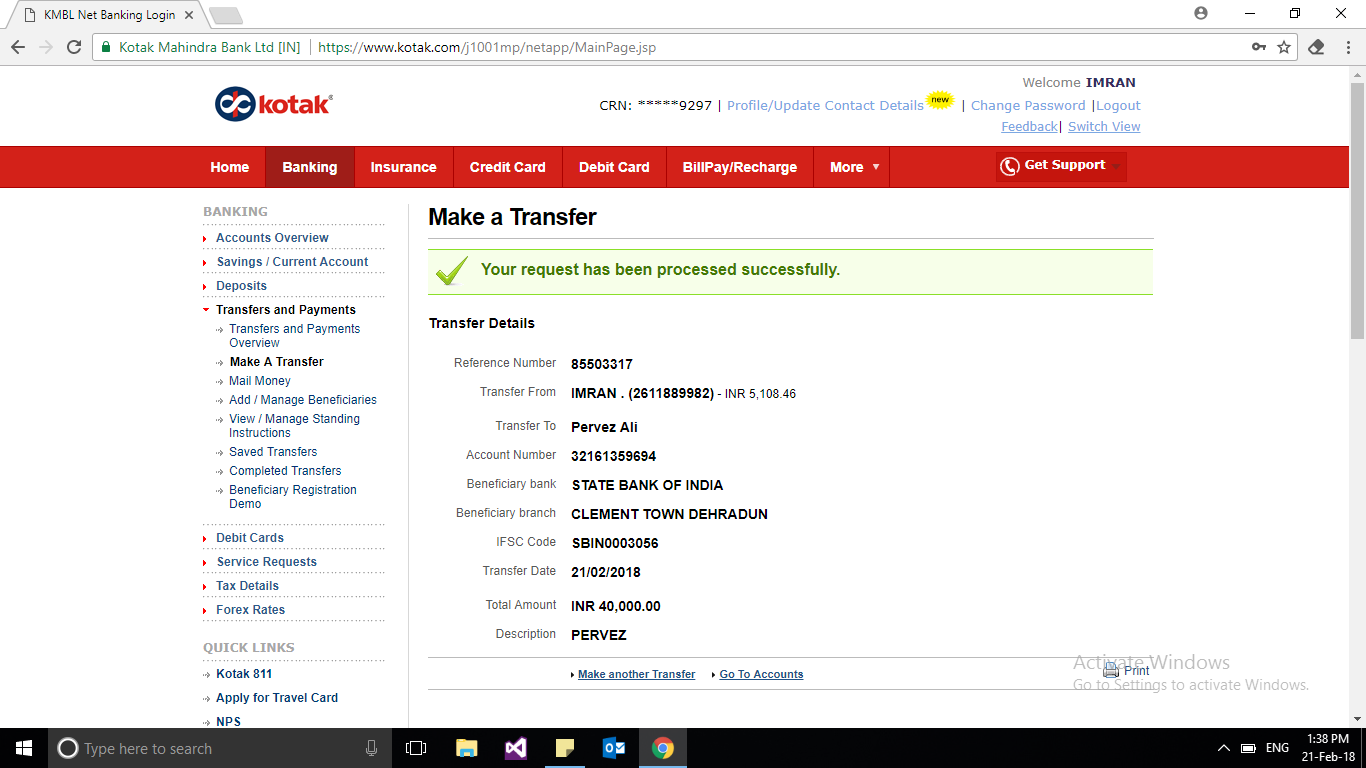 KMBL Net Banking Login
Kotak Mahindra Bank Ltd [IN] https://www.kotak.com/j1001mp/netapp/MainPage.jsp
kotak
Welcome IMRAN
CRN: *****9297 | Profile/Update Contact Details new | Change Password |Logout
Feedback| Switch View
Home Banking Insurance Credit Card Debit Card BillPay/Recharge More Get Support
BANKING
Accounts Overview
Savings / Current Account
Deposits
Transfers and Payments
Transfers and Payments
Overview
Make A Transfer
Mail Money
Add / Manage Beneficiaries
View / Manage Standing
Instructions
Saved Transfers
Completed Transfers
Beneficiary Registration
Demo
Debit Cards
Service Requests
Tax Details
Forex Rates
QUICK LINKS
Kotak 811
Apply for Travel Card
NPS
Make a Transfer
Your request has been processed successfully.
Transfer Details
Reference Number 85503317
Transfer From IMRAN . (2611889982) - INR 5,108.46
Transfer To Pervez Ali
Account Number 32161359694
Beneficiary bank STATE BANK OF INDIA
Beneficiary branch CLEMENT TOWN DEHRADUN
IFSC Code SBIN0003056
Transfer Date 21/02/2018
Total Amount INR 40,000.00
Description PERVEZ
Make another Transfer Go To Accounts Print
Activate Windows
Go to Settings to activate Windows.
Type here to search
ENG
1:38 PM
21-Feb-18